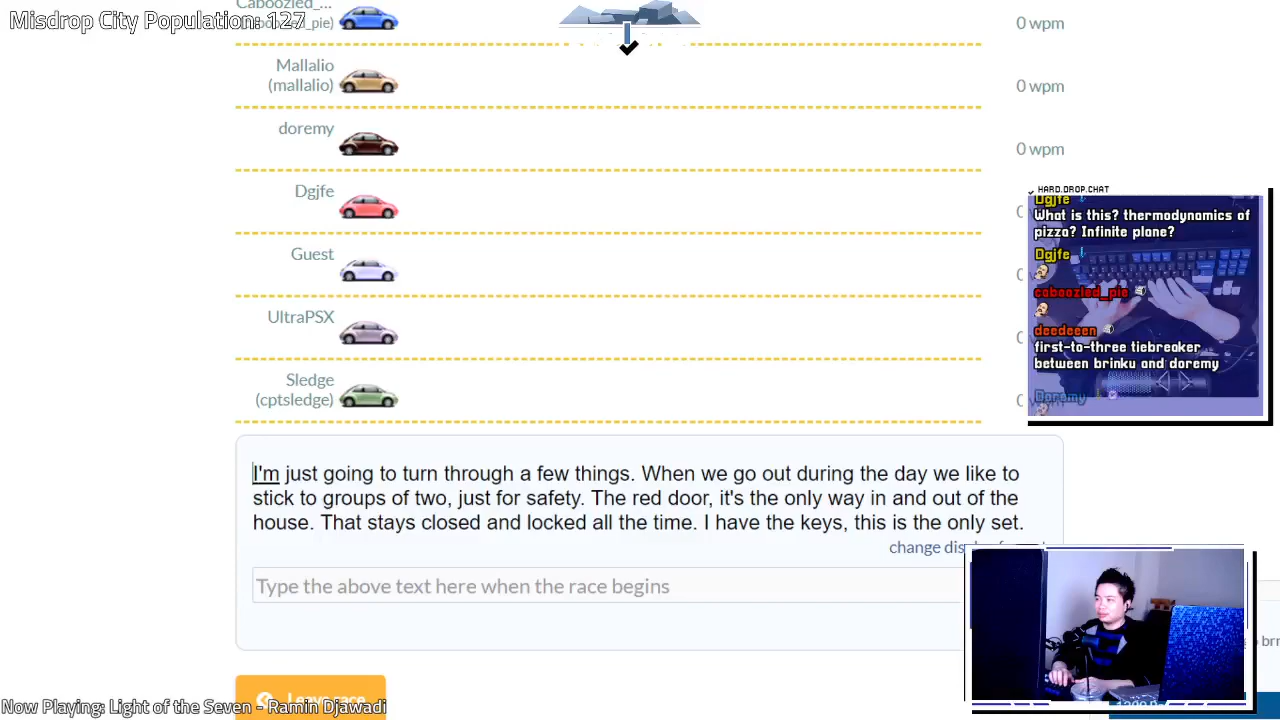 Misdrop City Population: 127
Caboozled_...
0 wpm
Mallalio
(mallalio)
0 wpm
doremy
0 wpm
Dgjfe
Guest
UltraPSX
Sledge
(cptsledge)
HARD.DROP.CHAT
Dgjfe
What is this? thermodynamics of
pizza? Infinite plane?
Dgjfe
caboozled_pie
deedeeen
first-to-three tiebreaker
between brinku and doremy
Doremy
I'm just going to turn through a few things. When we go out during the day we like to
stick to groups of two, just for safety. The red door, it's the only way in and out of the
house. That stays closed and locked all the time. I have the keys, this is the only set.
change
Type the above text here when the race begins
Leave race
Now Playing: Light of the Seven - Ramin Djawadi